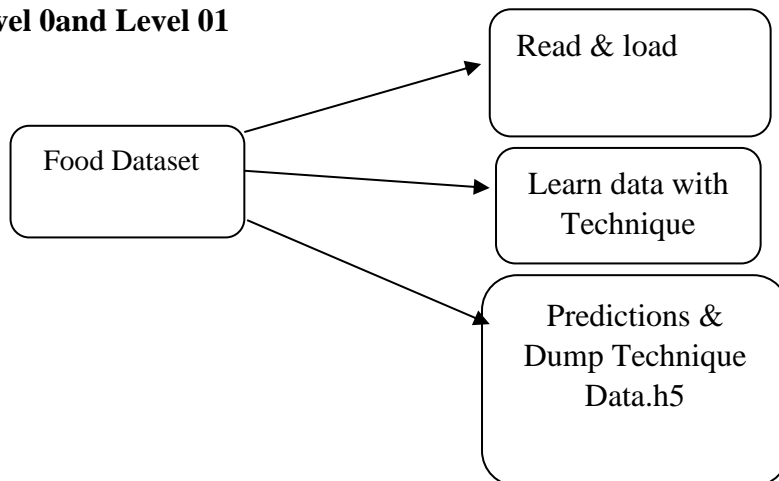 vel 0and Level 01
Read & load
Food Dataset
Learn data with
Technique
Predictions &
Dump Technique
Data.h5